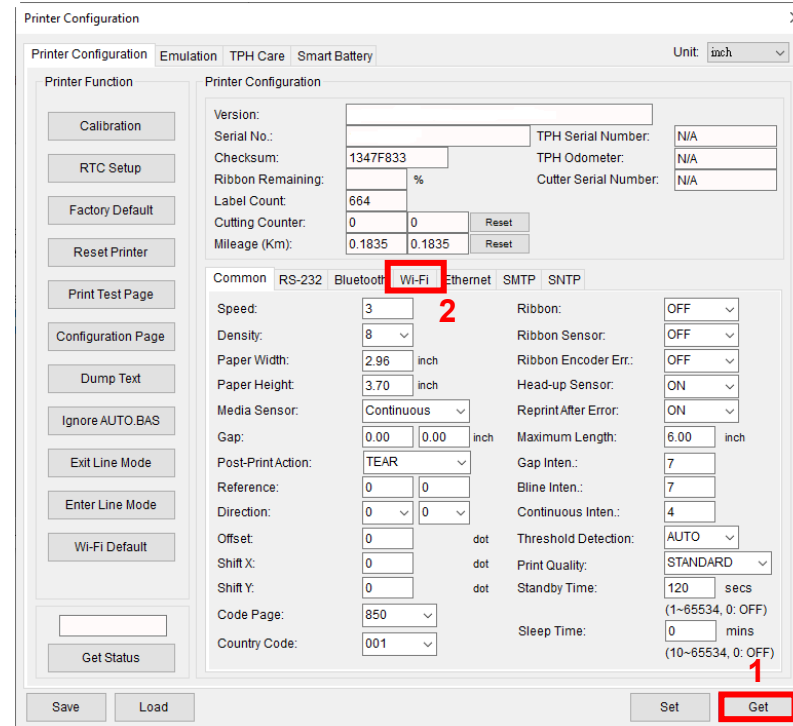 Printer Configuration
Printer Configuration Emulation TPH Care Smart Battery Unit: inch
Printer Function
Calibration
RTC Setup
Factory Default
Reset Printer
Print Test Page
Configuration Page
Dump Text
Ignore AUTO.BAS
Exit Line Mode
Enter Line Mode
Wi-Fi Default
Get Status
Printer Configuration
Version:
Serial No.: TPH Serial Number: N/A
Checksum: 1347F833 TPH Odometer: N/A
Ribbon Remaining: % Cutter Serial Number: N/A
Label Count: 664
Cutting Counter: 0 0 Reset
Mileage (Km): 0.1835 0.1835 Reset
Common RS-232 Bluetooth Wi-Fi Ethernet SMTP SNTP
2
Speed: 3 Ribbon: OFF
Density: 8 Ribbon Sensor: OFF
Paper Width: 2.96 inch Ribbon Encoder Err.: OFF
Paper Height: 3.70 inch Head-up Sensor: ON
Media Sensor: Continuous Reprint After Error: ON
Gap: 0.00 0.00 inch Maximum Length: 6.00 inch
Post-Print Action: TEAR Gap Inten.: 7
Reference: 0 0 Bline Inten.: 7
Direction: 0 0 Continuous Inten.: 4
Offset: 0 dot Threshold Detection: AUTO
Shift X: 0 dot Print Quality: STANDARD
Shift Y: 0 dot Standby Time: 120 secs
(1~65534, 0: OFF)
Code Page: 850
Sleep Time: 0 mins
Country Code: 001
(10~65534, 0: OFF)
1
Save Load Set Get